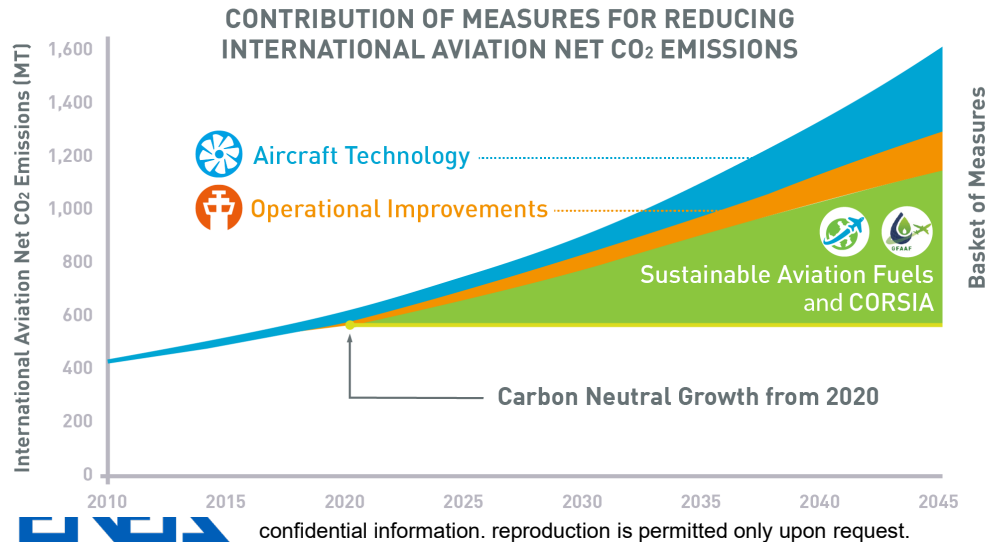 CONTRIBUTION OF MEASURES FOR REDUCING
INTERNATIONAL AVIATION NET CO₂ EMISSIONS
International Aviation Net CO₂ Emissions (MT)
1,600
1,400
1,200
1,000
800
600
400
200
0
Aircraft Technology
Operational Improvements
GFAAF
Sustainable Aviation Fuels
and CORSIA
Basket of Measures
Carbon Neutral Growth from 2020
2010 2015 2020 2025 2030 2035 2040 2045
confidential information. reproduction is permitted only upon request.